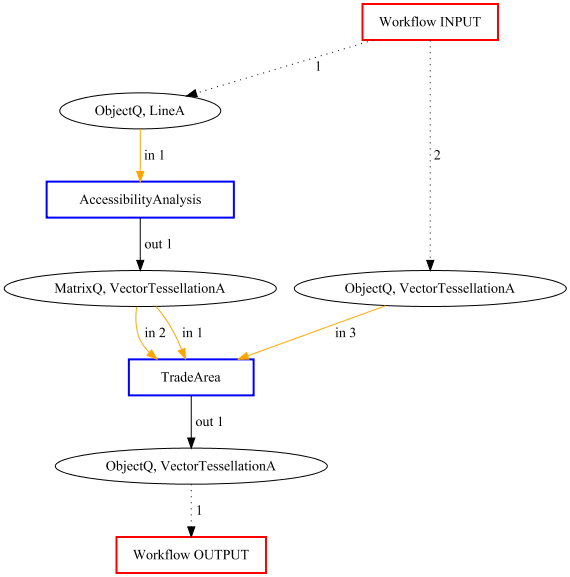 Workflow INPUT
1
ObjectQ, LineA
in 1
2
AccessibilityAnalysis
out 1
MatrixQ, VectorTessellationA
ObjectQ, VectorTessellationA
in 2
in 1
in 3
TradeArea
out 1
ObjectQ, VectorTessellationA
1
Workflow OUTPUT